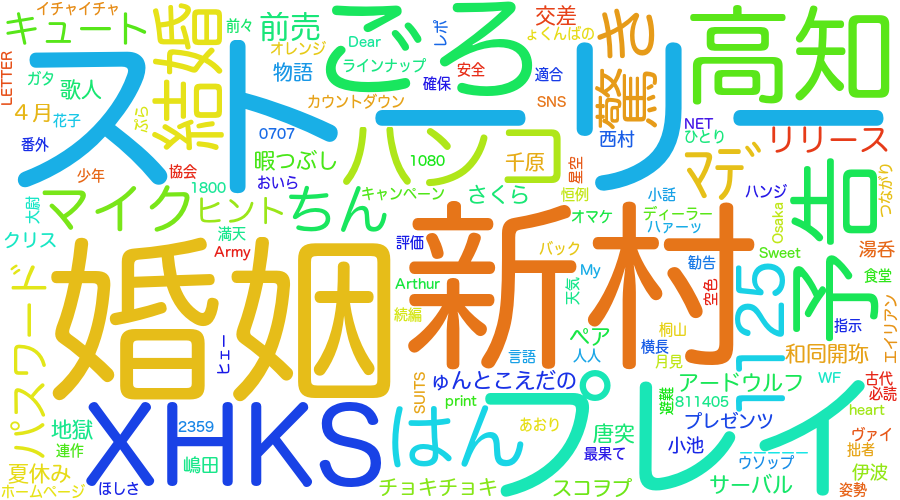 イチャイチャ
キュート
結婚
前々
前売
オレンジ
ごろ
Dear
レポ
ラインナップ
交差
ょくんばの
驚き
高知
LETTER
ガタ
歌人
ストーリー
物語
確保
安全
適合
カウントダウン
SNS
4月
花子
ぶら
0707
西村
NET
ひとり
リリース
番外
ハンコ
暇つぶし
1080
千原
星空
マデ
少年
協会
1800
おいら
キャンペーン
さくら
恒例
小話
ハンジ
つながり
大尉
マイク
ヒント
ちん
オマケ
ディーラー
ハァーッ
Osaka
予告
クリス
満天
Army
評価
新村
バック
My
勧告
Sweet
湯呑
食堂
婚姻
Arthur
天気
空色
1125
続編
桐山
指示
エイリアン
パスワード
ヒェー
言語
ペア
人人
横長
月見
和同開珎
SUITS
ゅんとこえだの
アードウルフ
WF
古代
必読
XHKS
print
プレイ
避難
811405
heart
地獄
2359
はん
あおり
唐突
プレゼンツ
ヴァイ
連作
嶋田
最果て
小池
ーーーーー
ウソップ
拙者
夏休み
ホームページ
ほしさ
チョキチョキ
スコヲプ
サーバル
伊波
姿勢